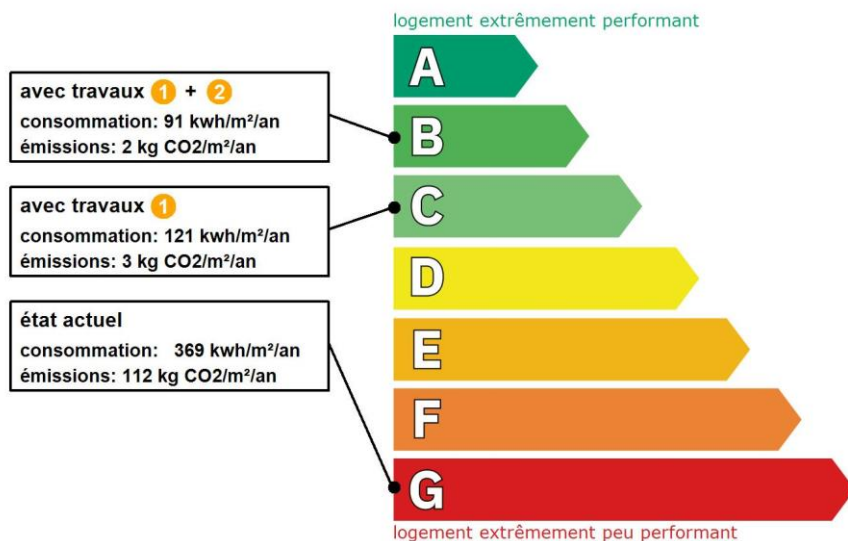 logement extrêmement performant
A
avec travaux 1 + 2
consommation: 91 kwh/m²/an
émissions: 2 kg CO2/m²/an
B
avec travaux 1
consommation: 121 kwh/m²/an
émissions: 3 kg CO2/m²/an
C
D
état actuel
consommation: 369 kwh/m²/an
émissions: 112 kg CO2/m²/an
E
F
G
logement extrêmement peu performant